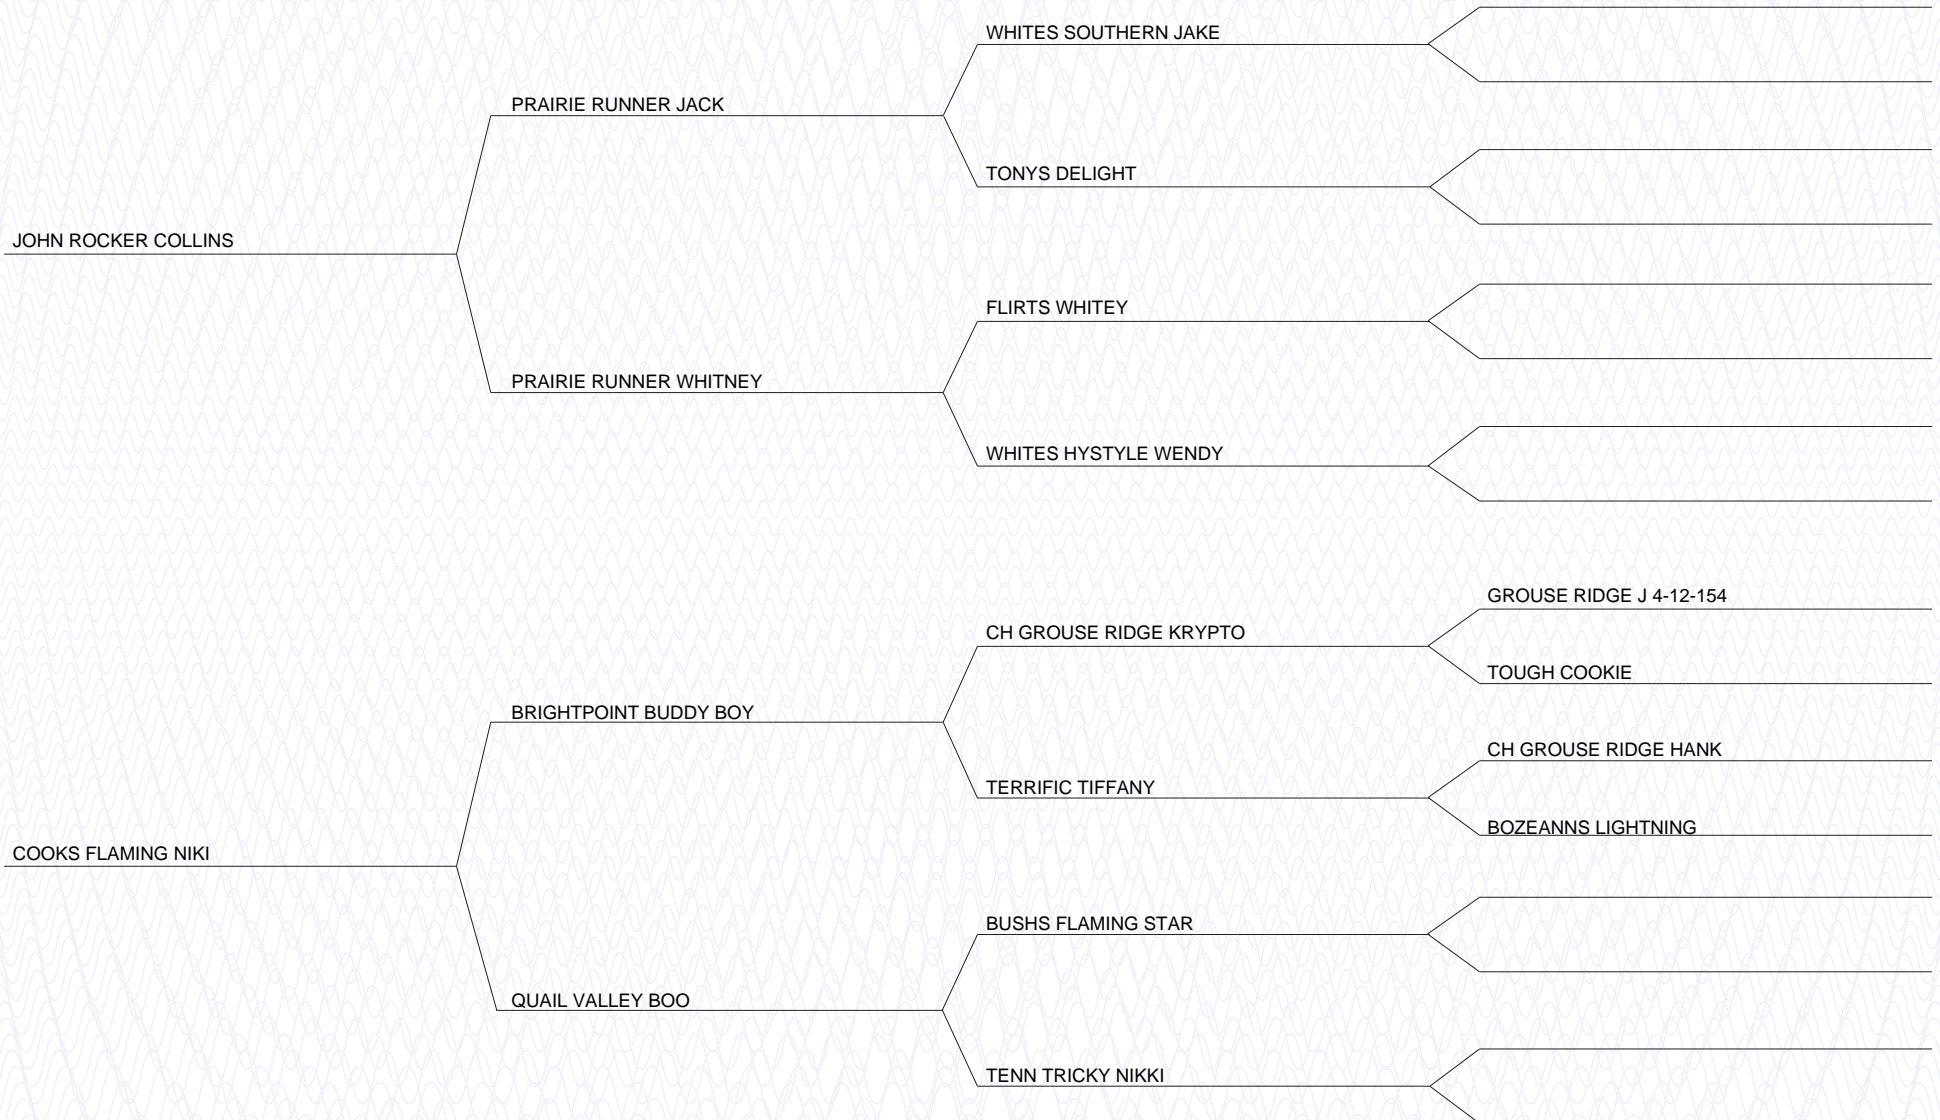 WHITES SOUTHERN JAKE
PRAIRIE RUNNER JACK
TONYS DELIGHT
JOHN ROCKER COLLINS
FLIRTS WHITEY
PRAIRIE RUNNER WHITNEY
WHITES HYSTYLE WENDY
GROUSE RIDGE J 4-12-154
CH GROUSE RIDGE KRYPTO
TOUGH COOKIE
BRIGHTPOINT BUDDY BOY
CH GROUSE RIDGE HANK
TERRIFIC TIFFANY
BOZEANNS LIGHTNING
COOKS FLAMING NIKI
BUSHS FLAMING STAR
QUAIL VALLEY BOO
TENN TRICKY NIKKI